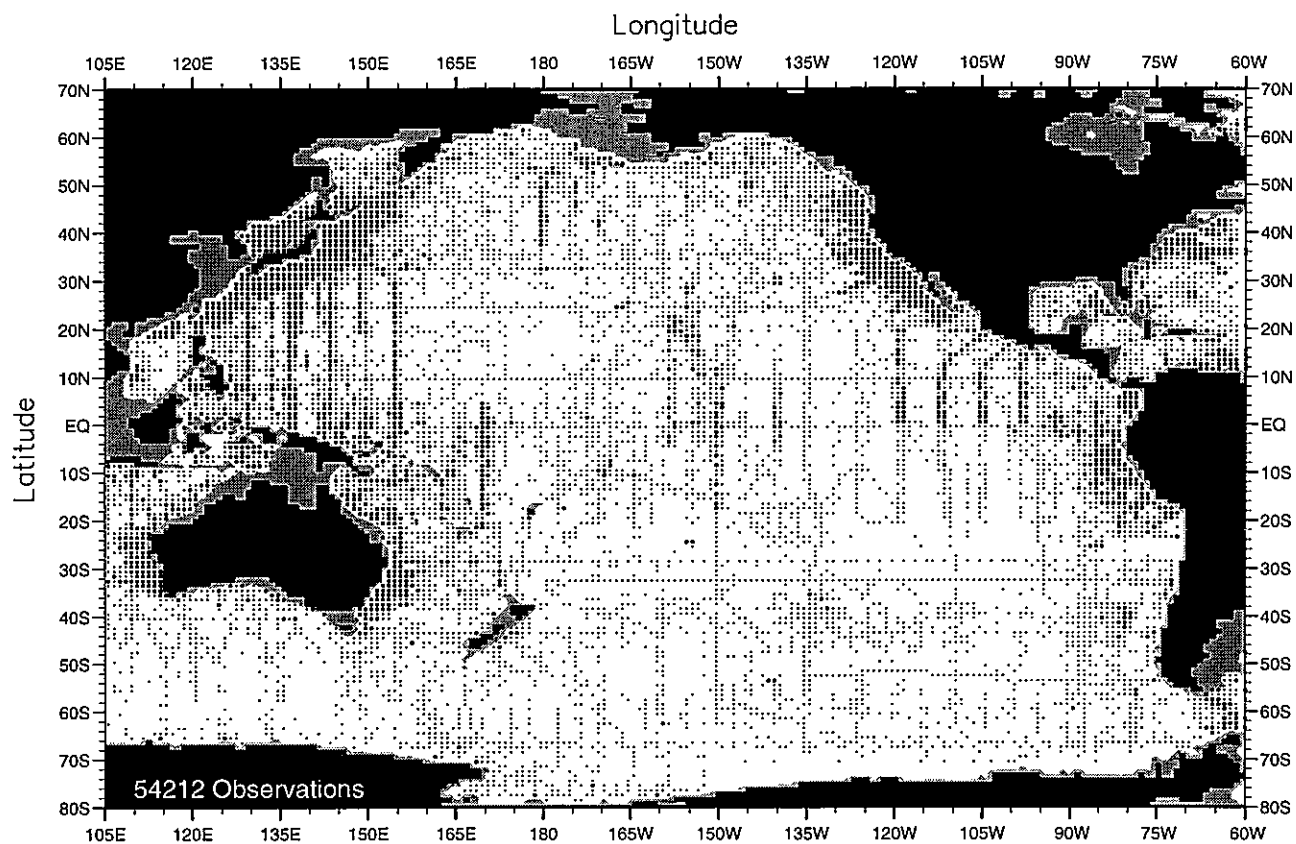 Longitude
105E 120E 135E 150E 165E 180 165W 150W 135W 120W 105W 90W 75W 60W
70N 70N
60N 60N
50N 50N
40N 40N
30N 30N
20N 20N
10N 10N
Latitude
EQ EQ
10S 10S
20S 20S
30S 30S
40S 40S
50S 50S
60S 60S
70S 70S
54212 Observations
80S 80S
105E 120E 135E 150E 165E 180 165W 150W 135W 120W 105W 90W 75W 60W